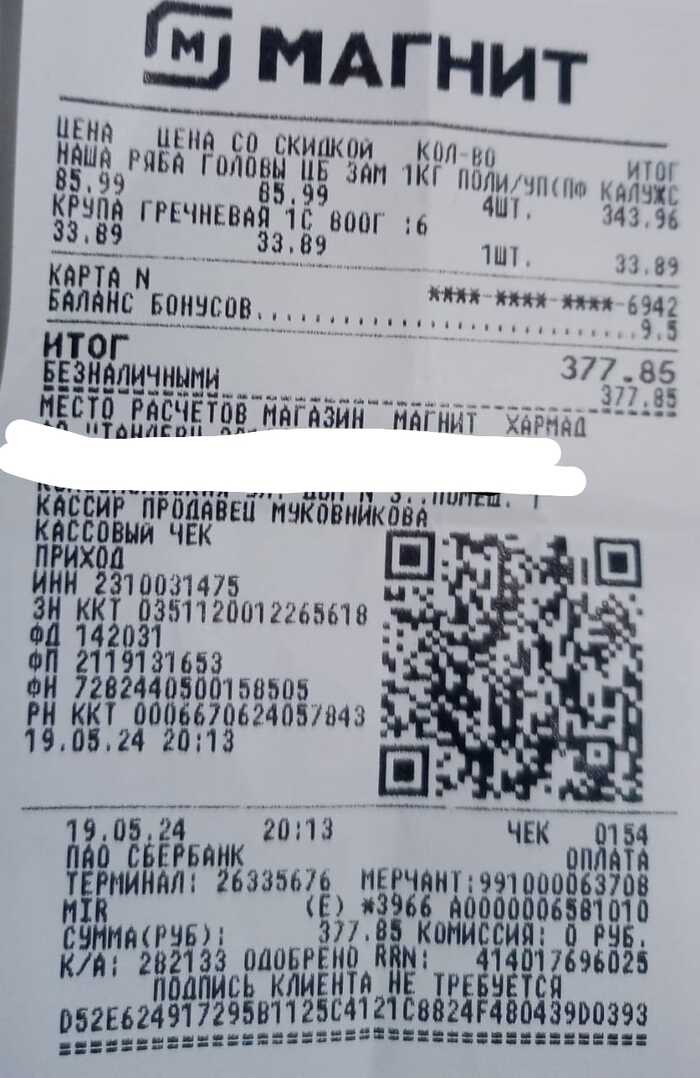 МАГНИТ
ЦЕНА ЦЕНА СО СКИДКОЙ КОЛ-ВО ИТОГ
НАША РЯБА ГОЛОВЫ ЦБ ЗАМ 1КГ ПОЛИ/УП(ПФ КАЛУЖС
85.99 85.99 4ШТ. 343.96
КРУПА ГРЕЧНЕВАЯ 1С 800Г :6
33.89 33.89 1ШТ. 33.89
КАРТА N ****-****-****-6942
БАЛАНС БОНУСОВ................................9.5
ИТОГ 377.85
БЕЗНАЛИЧНЫМИ 377.85
МЕСТО РАСЧЕТОВ МАГАЗИН МАГНИТ ХАРМАД
КАССИР ПРОДАВЕЦ МУКОВНИКОВА
КАССОВЫЙ ЧЕК
ПРИХОД
ИНН 2310031475
ЗН ККТ 0351120012265618
ФД 142031
ФП 2119131653
ФН 7282440500158505
РН ККТ 0006670624057843
19.05.24 20:13
19.05.24 20:13 ЧЕК 0154
ПАО СБЕРБАНК ОПЛАТА
ТЕРМИНАЛ: 26335676 МЕРЧАНТ:991000063708
MIR (E) *3966 A0000006581010
СУММА(РУБ): 377.85 КОМИССИЯ: 0 РУБ.
К/А: 282133 ОДОБРЕНО RRN: 414017696025
ПОДПИСЬ КЛИЕНТА НЕ ТРЕБУЕТСЯ
D52E624917295B1125C4121C8824F480439D0393